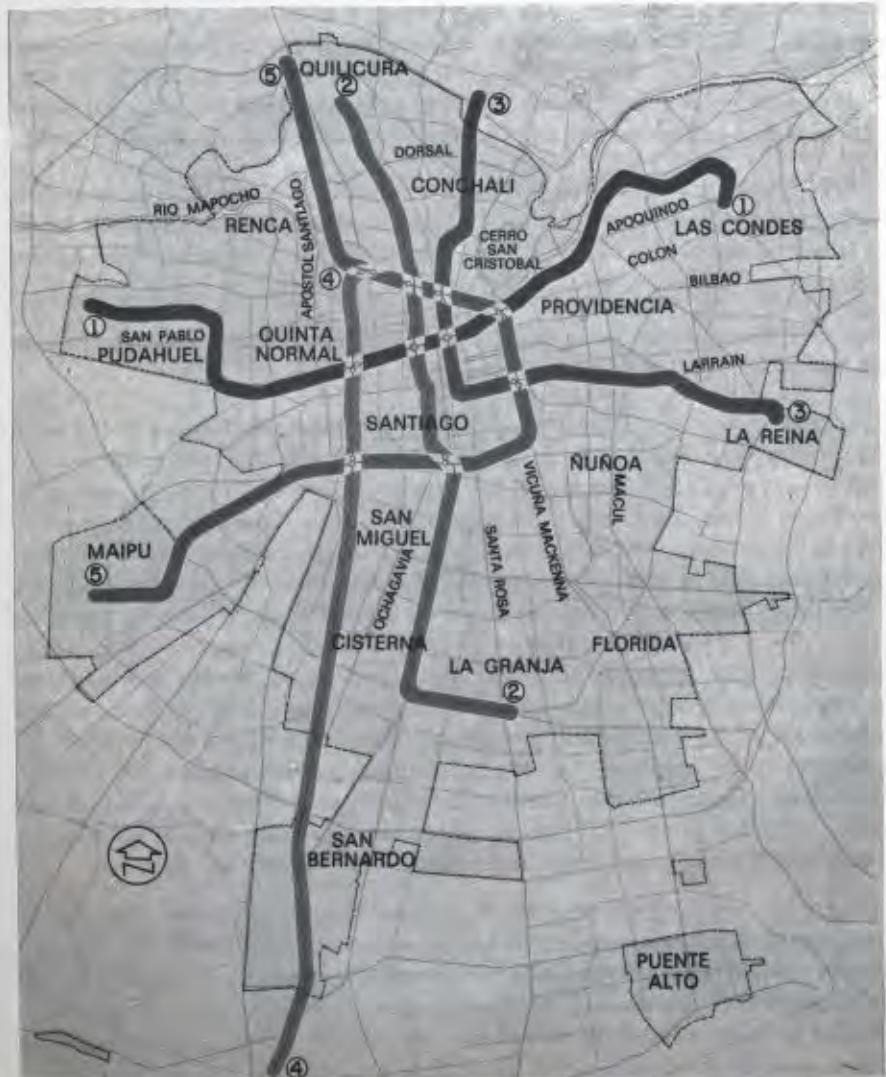 ⑤ QUILICURA
②
③
DORSAL
CONCHALI
RIO MAPOCHO
RENCA
APOSTOL SANTIAGO
CERRO
SAN
CRISTOBAL
APOQUINDO
①
LAS CONDES
COLON
BILBAO
④
PROVIDENCIA
①
SAN PABLO
PUDAHUEL
QUINTA
NORMAL
LARRAIN
③
LA REINA
SANTIAGO
ÑUÑOA
MACUL
VICUÑA MACKENNA
SAN
MIGUEL
SANTA ROSA
OCHAGAVIA
MAIPU
⑤
CISTERNA
FLORIDA
LA GRANJA
②
SAN
BERNARDO
N
PUENTE
ALTO
④